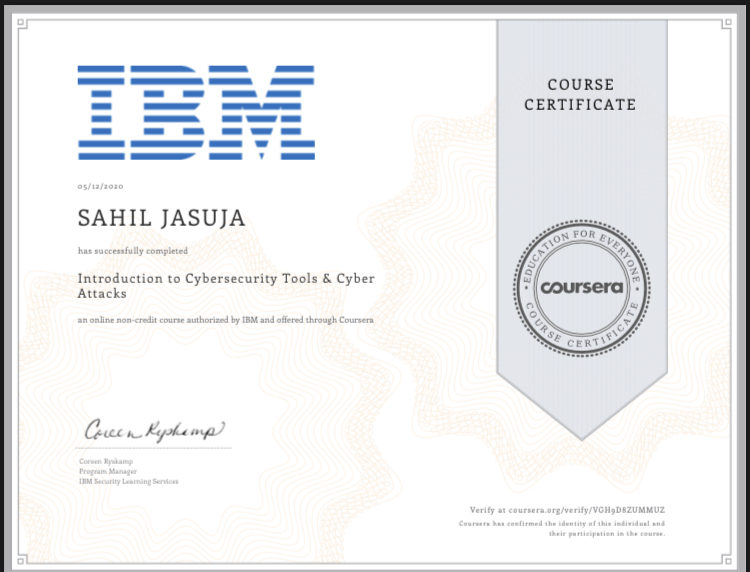 IBM
COURSE
CERTIFICATE
05/12/2020
SAHIL JASUJA
has successfully completed
Introduction to Cybersecurity Tools & Cyber
Attacks
an online non-credit course authorized by IBM and offered through Coursera
EDUCATION FOR EVERYONE
coursera
COURSE CERTIFICATE
Coreen Ryskamp
Coreen Ryskamp
Program Manager
IBM Security Learning Services
Verify at coursera.org/verify/VGH9D8ZUMMUZ
Coursera has confirmed the identity of this individual and
their participation in the course.